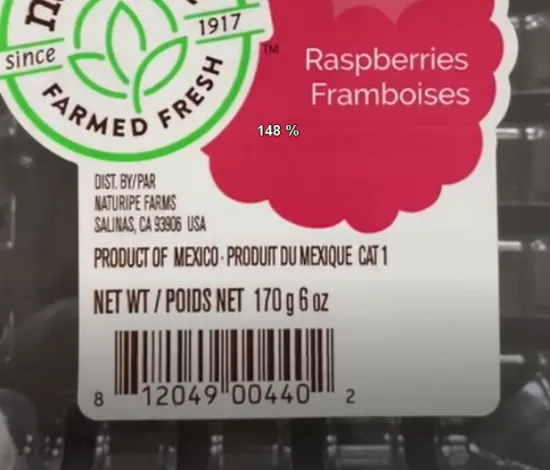 since 1917
FARMED FRESH
TM
Raspberries
Framboises
148 %
DIST. BY/PAR
NATURIPE FARMS
SALINAS, CA 93906 USA
PRODUCT OF MEXICO · PRODUIT DU MEXIQUE CAT 1
NET WT / POIDS NET 170 g 6 oz
8 12049 00440 2